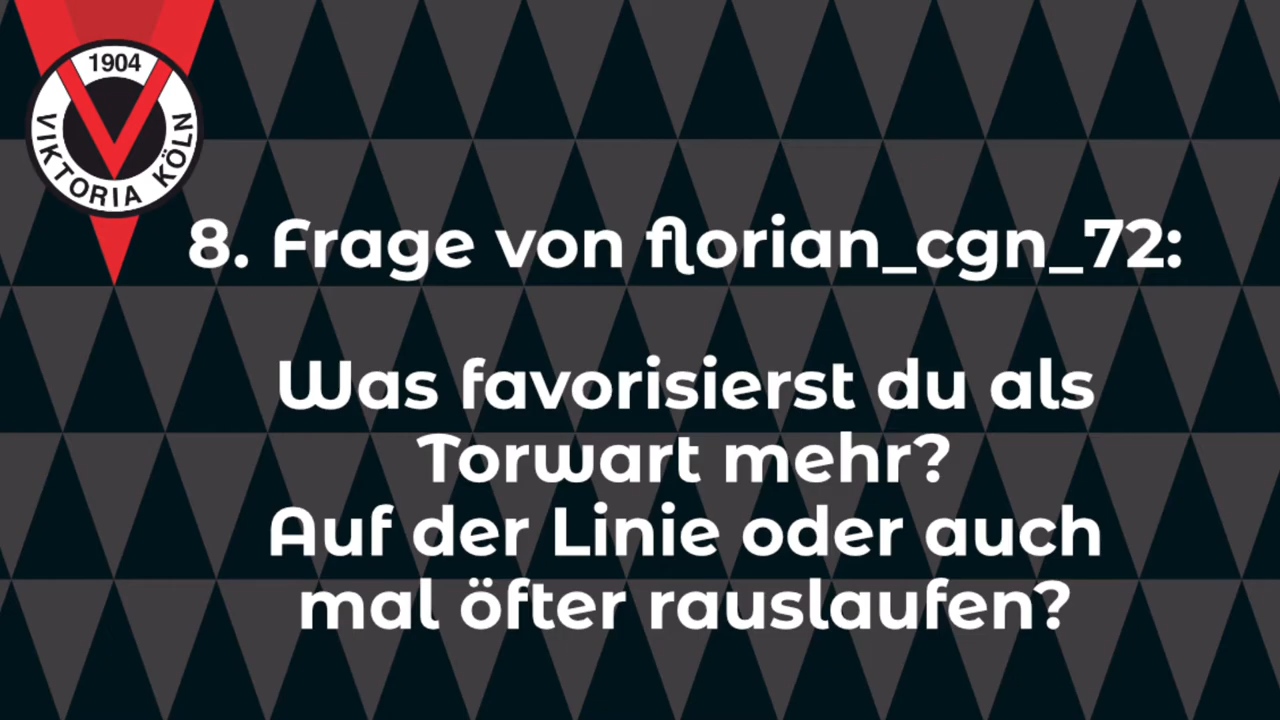 1904
VIKTORIA KÖLN
8. Frage von florian_cgn_72:
Was favorisierst du als
Torwart mehr?
Auf der Linie oder auch
mal öfter rauslaufen?